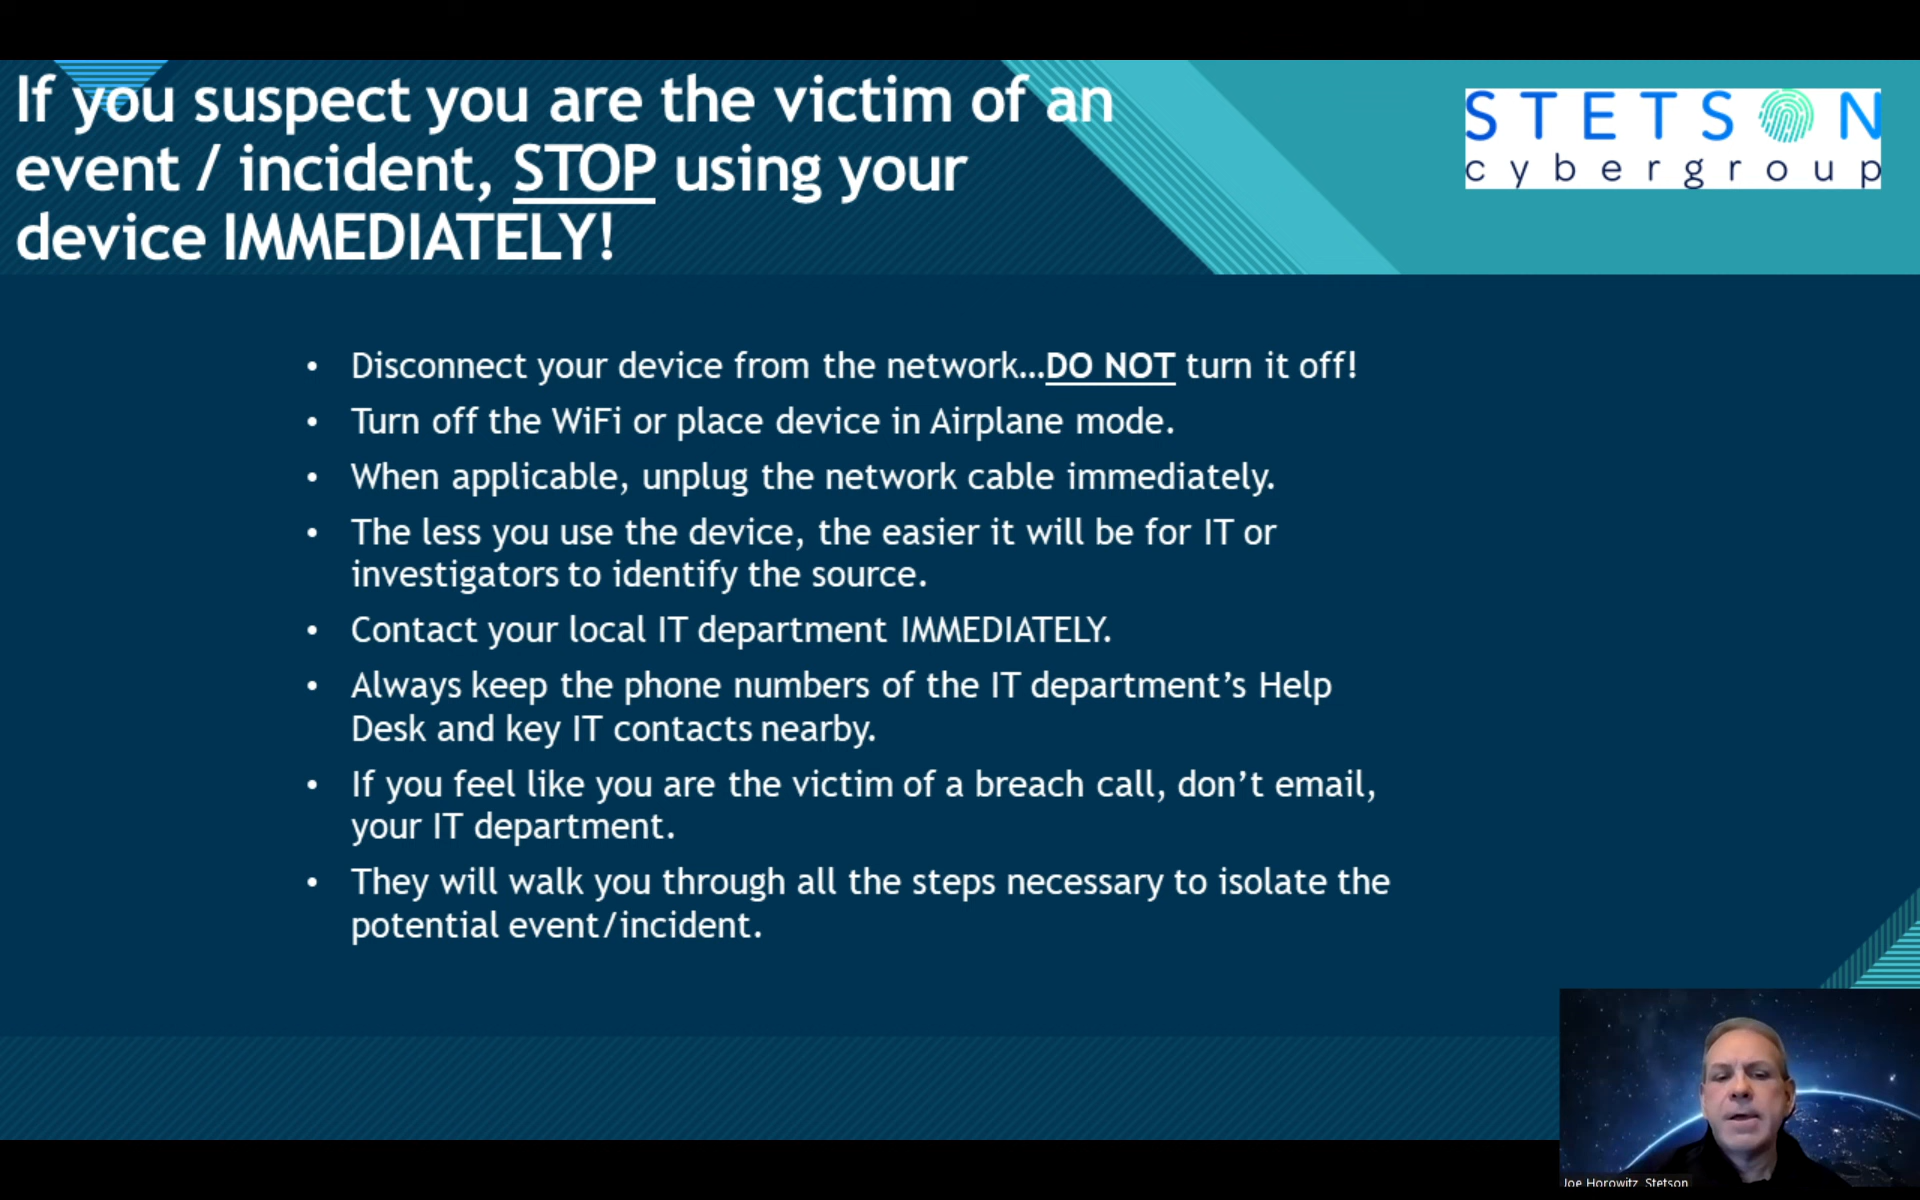 If you suspect you are the victim of an
event / incident, STOP using your
device IMMEDIATELY!
STETSON
cybergroup
• Disconnect your device from the network...DO NOT turn it off!
• Turn off the WiFi or place device in Airplane mode.
• When applicable, unplug the network cable immediately.
• The less you use the device, the easier it will be for IT or
investigators to identify the source.
• Contact your local IT department IMMEDIATELY.
• Always keep the phone numbers of the IT department’s Help
Desk and key IT contacts nearby.
• If you feel like you are the victim of a breach call, don’t email,
your IT department.
• They will walk you through all the steps necessary to isolate the
potential event/incident.
Joe Horowitz, Stetson